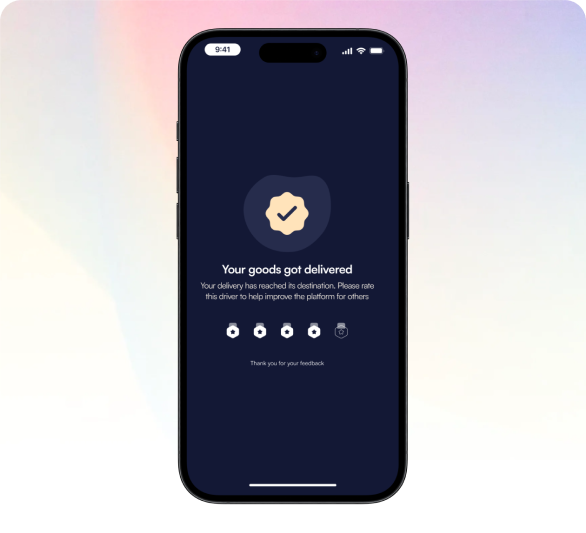 9:41
Your goods got delivered
Your delivery has reached its destination. Please rate
this driver to help improve the platform for others
Thank you for your feedback